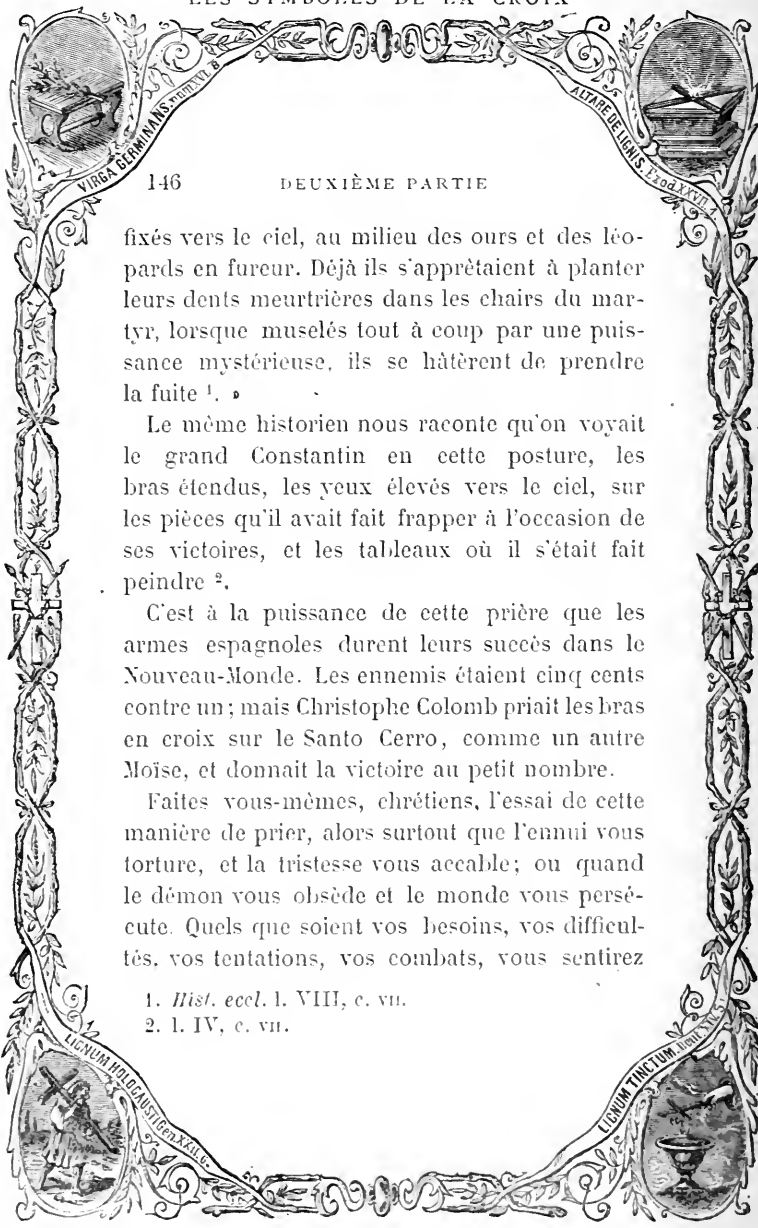 LES SYMBOLES DE LA CROIX
VIRGA GERMINANS. num. XVI. 8
ALTARE DE LIGNIS. Exod. XXVII. 1.
146 DEUXIÈME PARTIE
fixés vers le ciel, au milieu des ours et des léo-
pards en fureur. Déjà ils s'apprêtaient à planter
leurs dents meurtrières dans les chairs du mar-
tyr, lorsque muselés tout à coup par une puis-
sance mystérieuse, ils se hâtèrent de prendre
la fuite ¹. »
Le même historien nous raconte qu'on voyait
le grand Constantin en cette posture, les
bras étendus, les yeux élevés vers le ciel, sur
les pièces qu'il avait fait frapper à l'occasion de
ses victoires, et les tableaux où il s'était fait
peindre ².
C'est à la puissance de cette prière que les
armes espagnoles durent leurs succès dans le
Nouveau-Monde. Les ennemis étaient cinq cents
contre un ; mais Christophe Colomb priait les bras
en croix sur le Santo Cerro, comme un autre
Moïse, et donnait la victoire au petit nombre.
Faites vous-mêmes, chrétiens, l'essai de cette
manière de prier, alors surtout que l'ennui vous
torture, et la tristesse vous accable ; ou quand
le démon vous obsède et le monde vous persé-
cute. Quels que soient vos besoins, vos difficul-
tés, vos tentations, vos combats, vous sentirez
1. Hist. eccl. l. VIII, c. VII.
2. l. IV, c. VII.
LIGNUM HOLOCAUSTI Gen. XXII. 6.
LIGNUM TINCTUM.